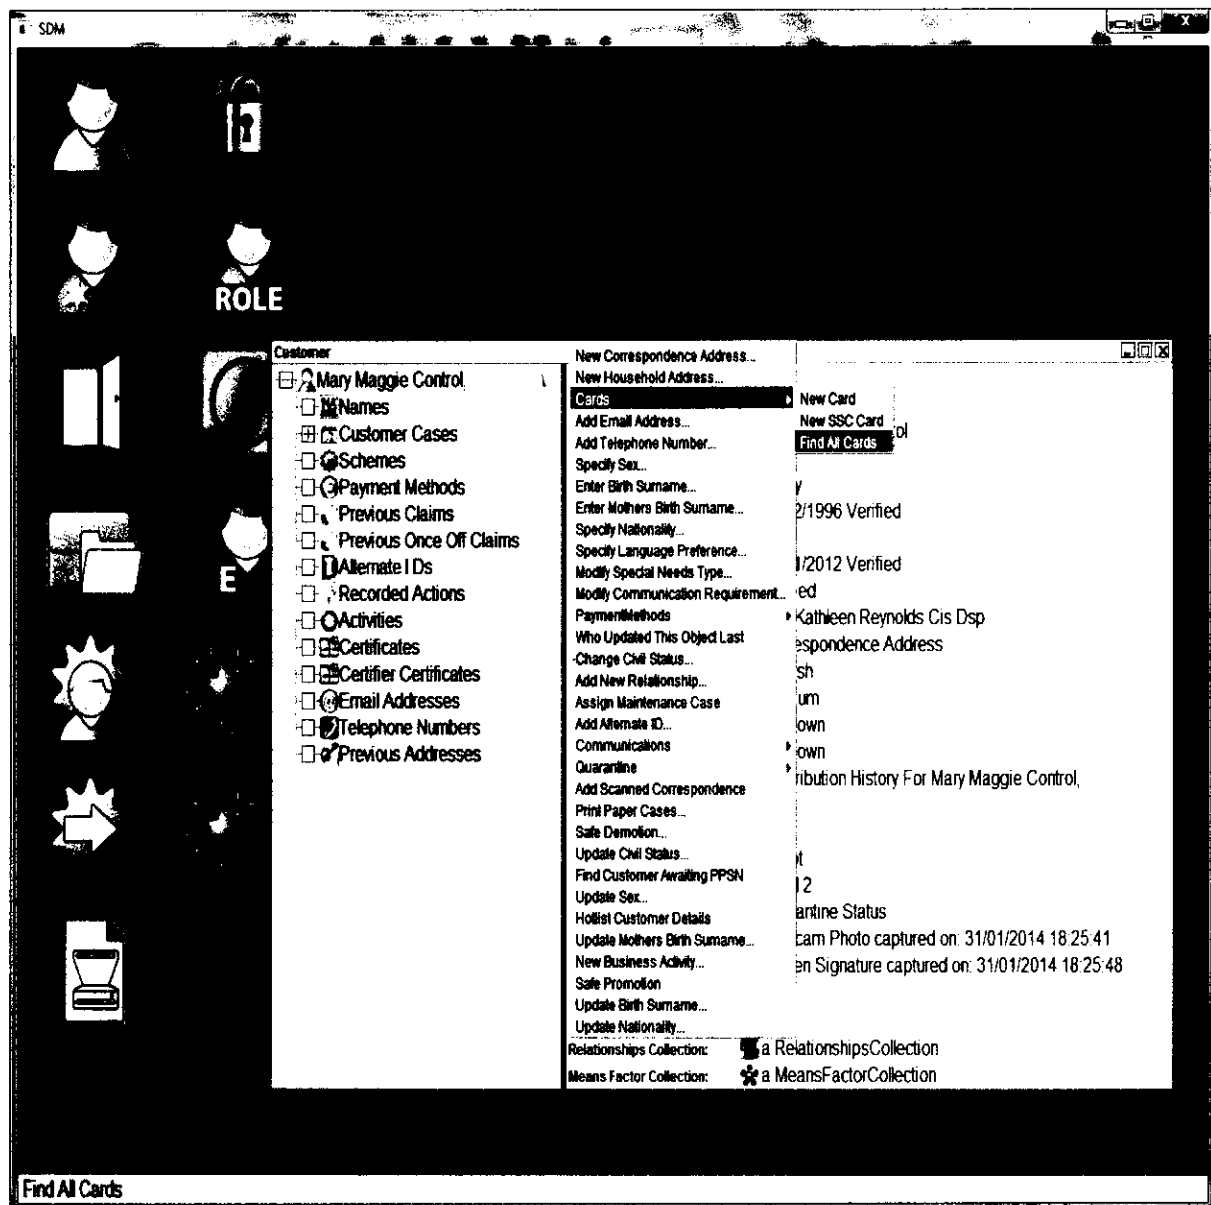 SDM
X
ROLE
E
Customer
Mary Maggie Control,
Names
Customer Cases
Schemes
Payment Methods
Previous Claims
Previous Once Off Claims
Alternate I Ds
Recorded Actions
Activities
Certificates
Certifier Certificates
Email Addresses
Telephone Numbers
Previous Addresses
New Correspondence Address...
New Household Address...
Cards
Add Email Address...
Add Telephone Number...
Specify Sex...
Enter Birth Surname...
Enter Mothers Birth Surname...
Specify Nationality...
Specify Language Preference...
Modify Special Needs Type...
Modify Communication Requirement...
PaymentMethods
Who Updated This Object Last
Change Civil Status...
Add New Relationship...
Assign Maintenance Case
Add Alternate ID...
Communications
Quarantine
Add Scanned Correspondence
Print Paper Cases...
Safe Demotion...
Update Civil Status...
Find Customer Awaiting PPSN
Update Sex...
Hotlist Customer Details
Update Mothers Birth Surname...
New Business Activity...
Safe Promotion
Update Birth Surname...
Update Nationality...
New Card
New SSC Card
Find All Cards
ol
y
2/1996 Verified
1/2012 Verified
ed
Kathleen Reynolds Cis Dsp
espondence Address
sh
um
own
own
ribution History For Mary Maggie Control,
ot
12
antine Status
cam Photo captured on: 31/01/2014 18:25:41
en Signature captured on: 31/01/2014 18:25:48
Relationships Collection: a RelationshipsCollection
Means Factor Collection: a MeansFactorCollection
Find All Cards